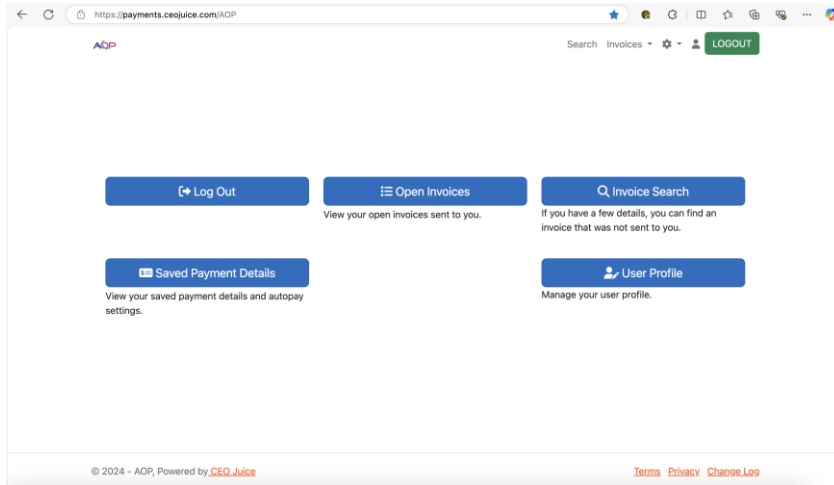 https://payments.ceojuice.com/AOP
AOP
Search Invoices LOGOUT
Log Out
Open Invoices
Invoice Search
View your open invoices sent to you.
If you have a few details, you can find an
invoice that was not sent to you.
Saved Payment Details
User Profile
View your saved payment details and autopay
settings.
Manage your user profile.
© 2024 - AOP, Powered by CEO Juice
Terms Privacy Change Log